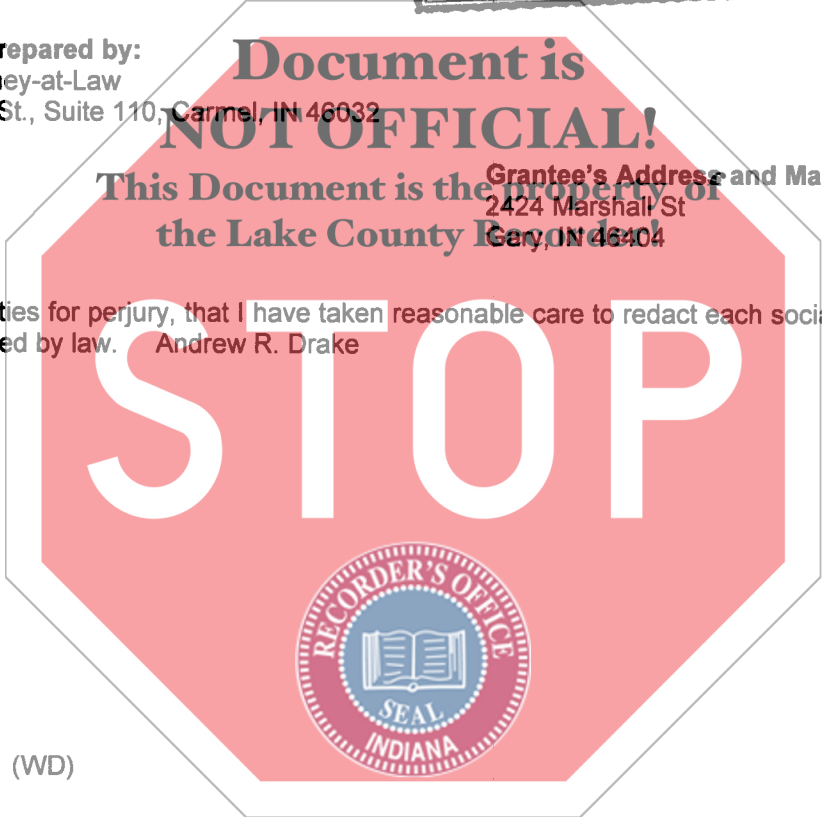 repared by:
Document is
ey-at-Law
St., Suite 110, Carmel, IN 46032
NOT OFFICIAL!
Grantee's Address and Ma
This Document is the property of
2424 Marshall St
the Lake County Recorder!
Gary, IN 46404
ties for perjury, that I have taken reasonable care to redact each socia
ed by law. Andrew R. Drake
STOP
RECORDER'S OFFICE
SEAL
INDIANA
(WD)